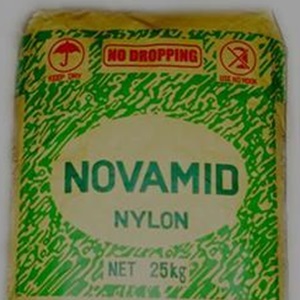 NO DROPPING
KEEP DRY
USE NO HOOK
NOVAMID
NYLON
NET 25kg